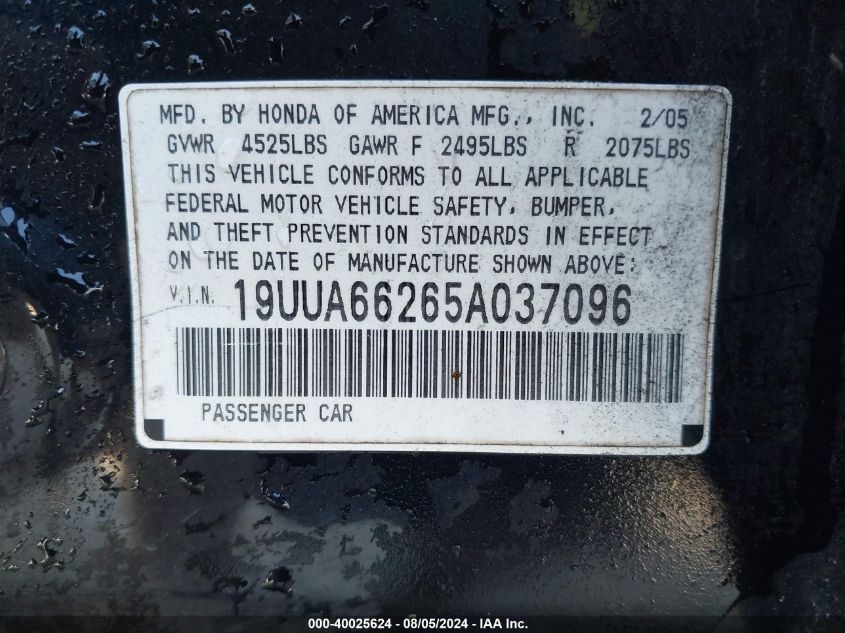 MFD. BY HONDA OF AMERICA MFG., INC. 2/05
GVWR 4525LBS GAWR F 2495LBS R 2075LBS
THIS VEHICLE CONFORMS TO ALL APPLICABLE
FEDERAL MOTOR VEHICLE SAFETY, BUMPER,
AND THEFT PREVENTION STANDARDS IN EFFECT
ON THE DATE OF MANUFACTURE SHOWN ABOVE:
V.I.N. 19UUA66265A037096
PASSENGER CAR
000-40025624 - 08/05/2024 - © IAA Inc.